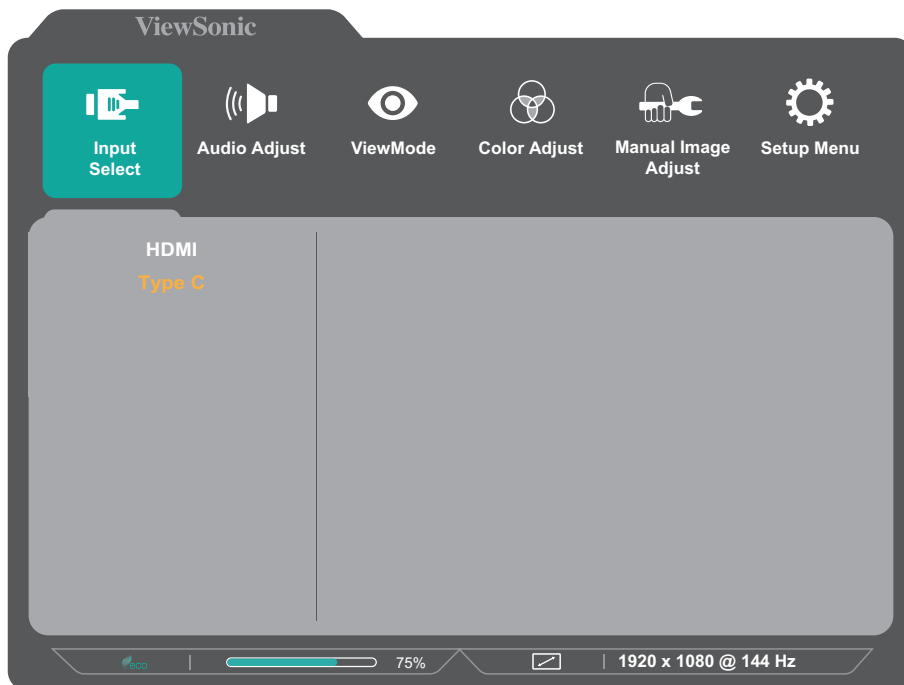 ViewSonic
Input
Select
Audio Adjust
ViewMode
Color Adjust
Manual Image
Adjust
Setup Menu
HDMI
Type C
eco
75%
1920 x 1080 @ 144 Hz